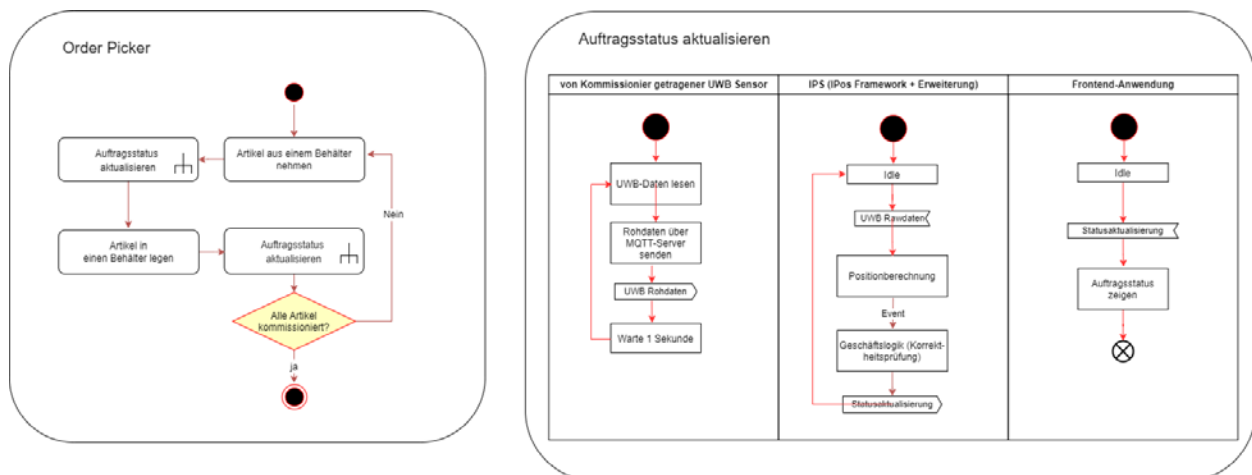 Order Picker
Artikel aus einem Behälter
nehmen
Auftragsstatus
aktualisieren
Artikel in
einen Behälter legen
Auftragsstatus
aktualisieren
Nein
Alle Artikel
kommissioniert?
ja
Auftragsstatus aktualisieren
von Kommissionier getragener UWB Sensor
UWB-Daten lesen
Rohdaten über
MQTT-Server
senden
UWB Rohdaten
Warte 1 Sekunde
IPS (IPos Framework + Erweiterung)
Idle
UWB Rawdaten
Positionberechnung
Event
Geschäftslogik (Korrekt-
heitsprüfung)
Statusaktualisierung
Frontend-Anwendung
Idle
Statusaktualisierung
Auftragsstatus
zeigen